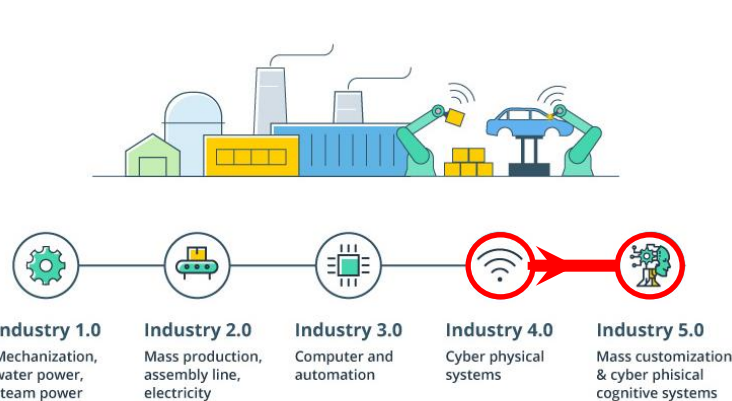 ndustry 1.0
Mechanization,
water power,
steam power
Industry 2.0
Mass production,
assembly line,
electricity
Industry 3.0
Computer and
automation
Industry 4.0
Cyber physical
systems
Industry 5.0
Mass customization
& cyber phisical
cognitive systems